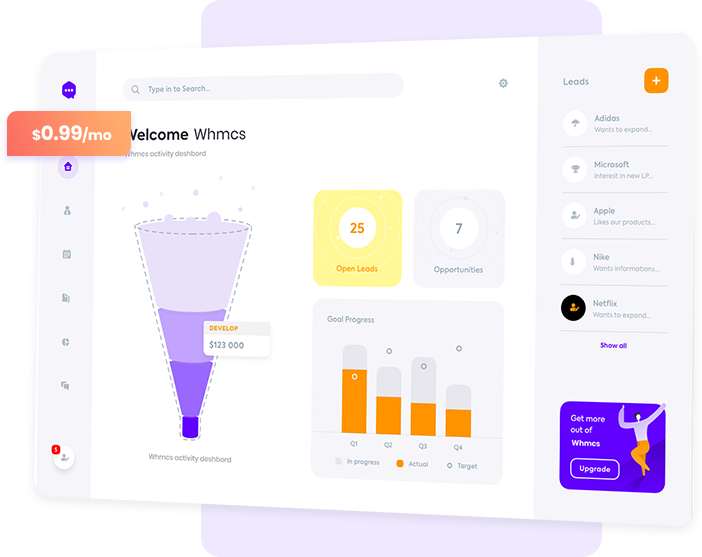 Type in to Search...
$0.99/mo
Welcome Whmcs
Whmcs activity deshbord
DEVELOP
$123 000
Whmcs activity deshbord
25
Open Leads
7
Opportunities
Goal Progress
Q1 Q2 Q3 Q4
In progress Actual Target
Leads
+
Adidas
Wants to expand...
Microsoft
Interest in new LP...
Apple
Likes our products...
Nike
Wants informations...
Netflix
Wants to expand...
Show all
Get more
out of
Whmcs
Upgrade